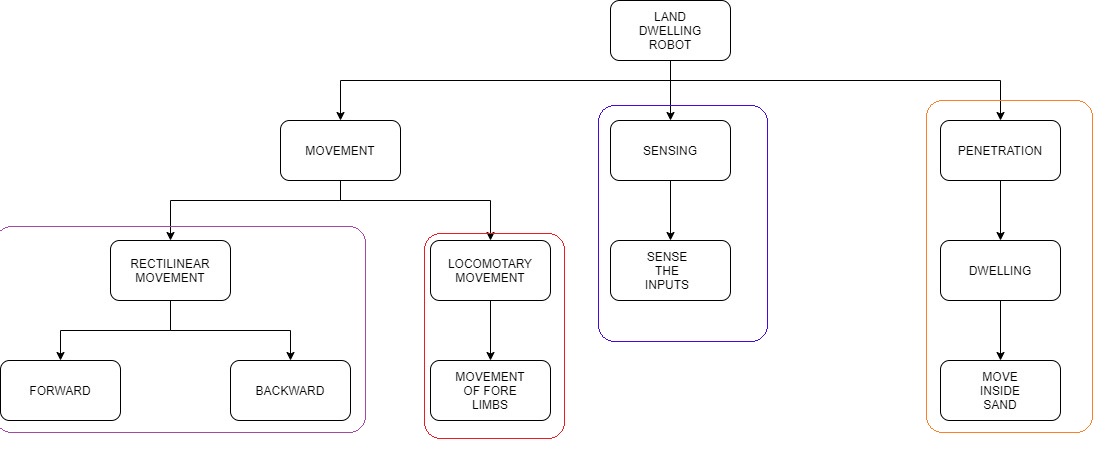 LAND
DWELLING
ROBOT
MOVEMENT
SENSING
PENETRATION
RECTILINEAR
MOVEMENT
LOCOMOTARY
MOVEMENT
SENSE
THE
INPUTS
DWELLING
FORWARD
BACKWARD
MOVEMENT
OF FORE
LIMBS
MOVE
INSIDE
SAND